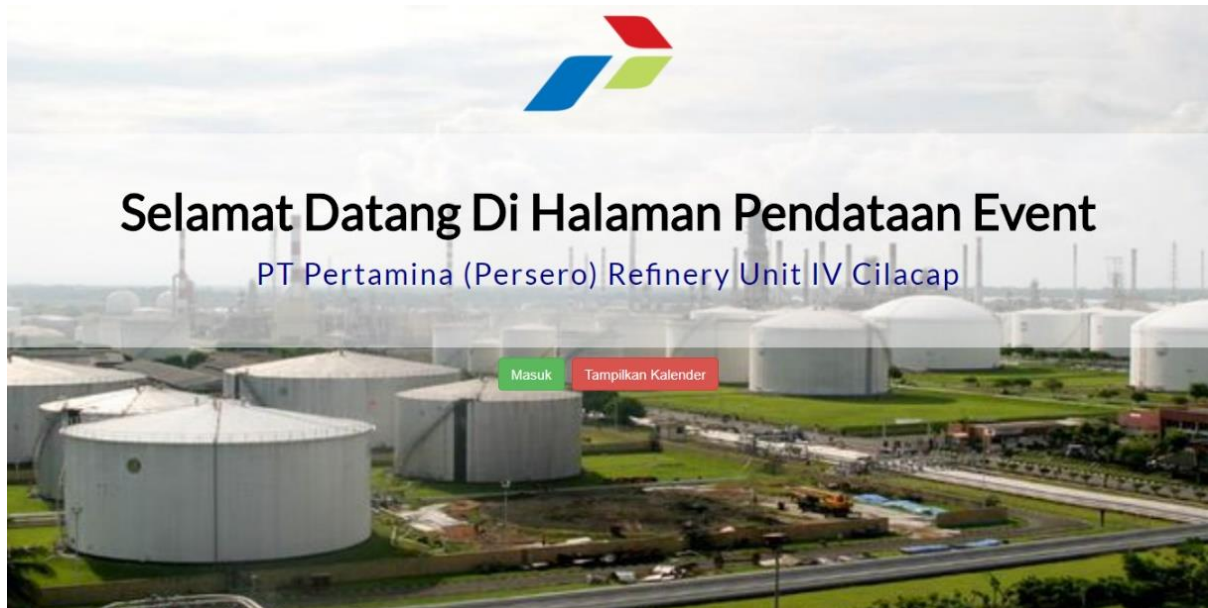 Selamat Datang Di Halaman Pendataan Event
PT Pertamina (Persero) Refinery Unit IV Cilacap
Masuk
Tampilkan Kalender